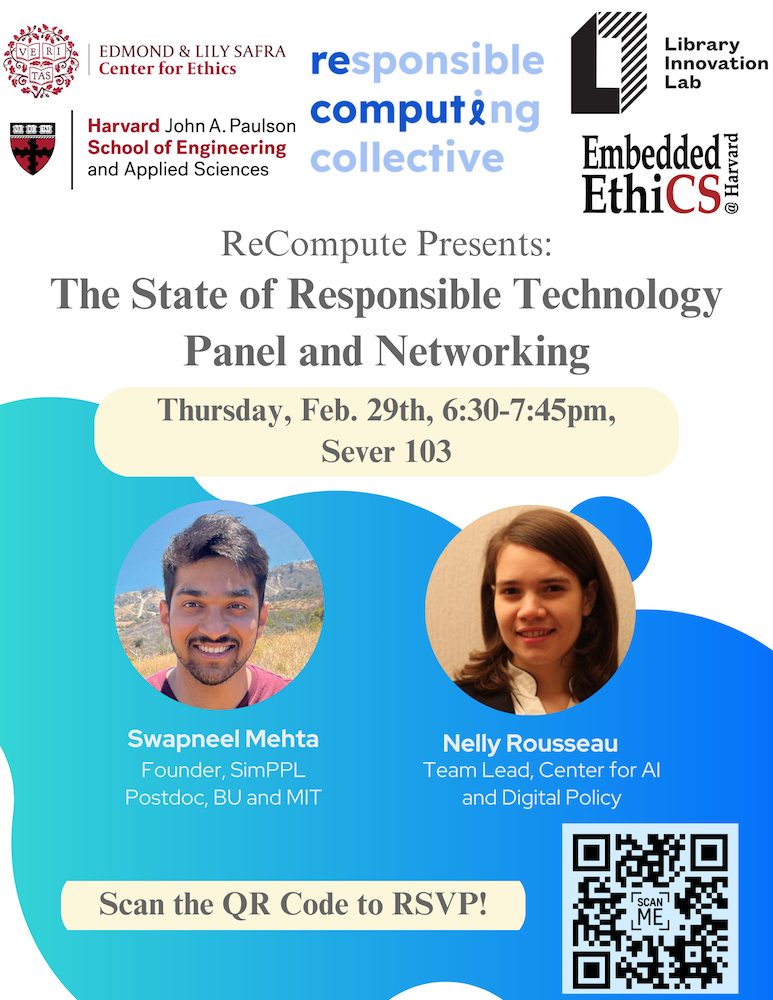 VERI
TAS
EDMOND & LILY SAFRA
Center for Ethics
Harvard John A. Paulson
School of Engineering
and Applied Sciences
responsible
computing
collective
Library
Innovation
Lab
Embedded
EthiCS
@ Harvard
ReCompute Presents:
The State of Responsible Technology
Panel and Networking
Thursday, Feb. 29th, 6:30-7:45pm,
Sever 103
Swapneel Mehta
Founder, SimPPL
Postdoc, BU and MIT
Nelly Rousseau
Team Lead, Center for AI
and Digital Policy
Scan the QR Code to RSVP!
SCAN
ME